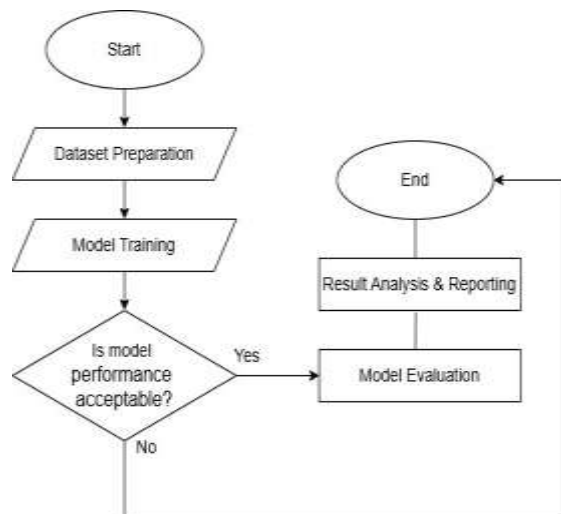 Start
Dataset Preparation
Model Training
Is model
performance
acceptable?
Yes
No
Model Evaluation
Result Analysis & Reporting
End